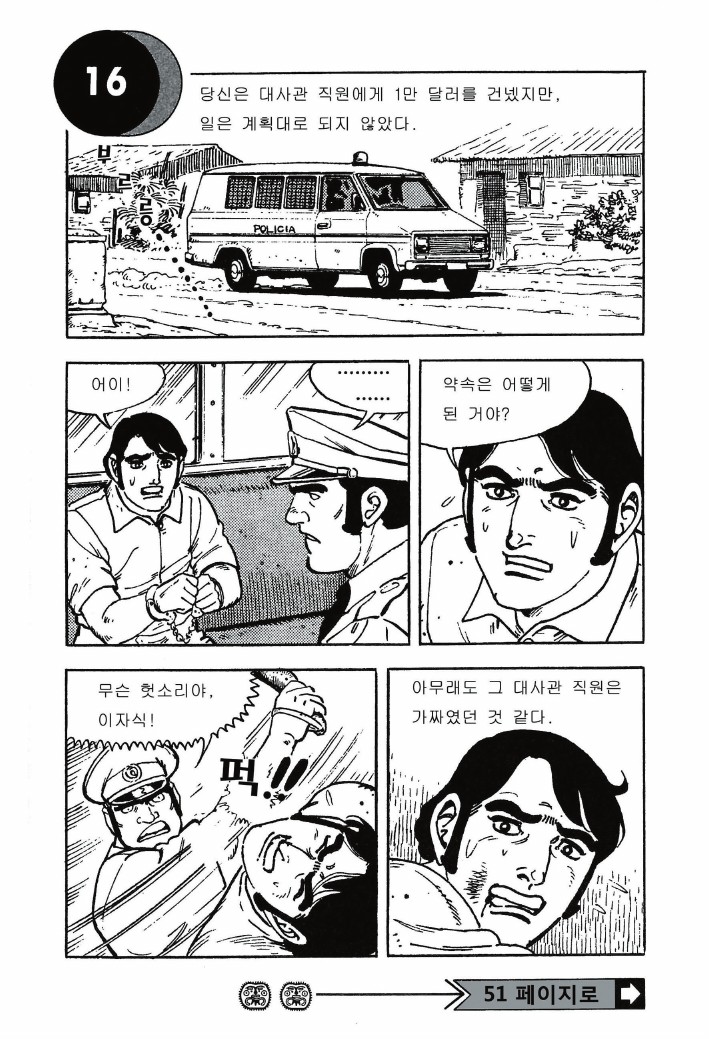 16
당신은 대사관 직원에게 1만 달러를 건넸지만,
일은 계획대로 되지 않았다.
부
르
릉
POLICIA
어이!
..........
......
약속은 어떻게
된 거야?
무슨 헛소리야,
이자식!
퍽!!
아무래도 그 대사관 직원은
가짜였던 것 같다.
51 페이지로